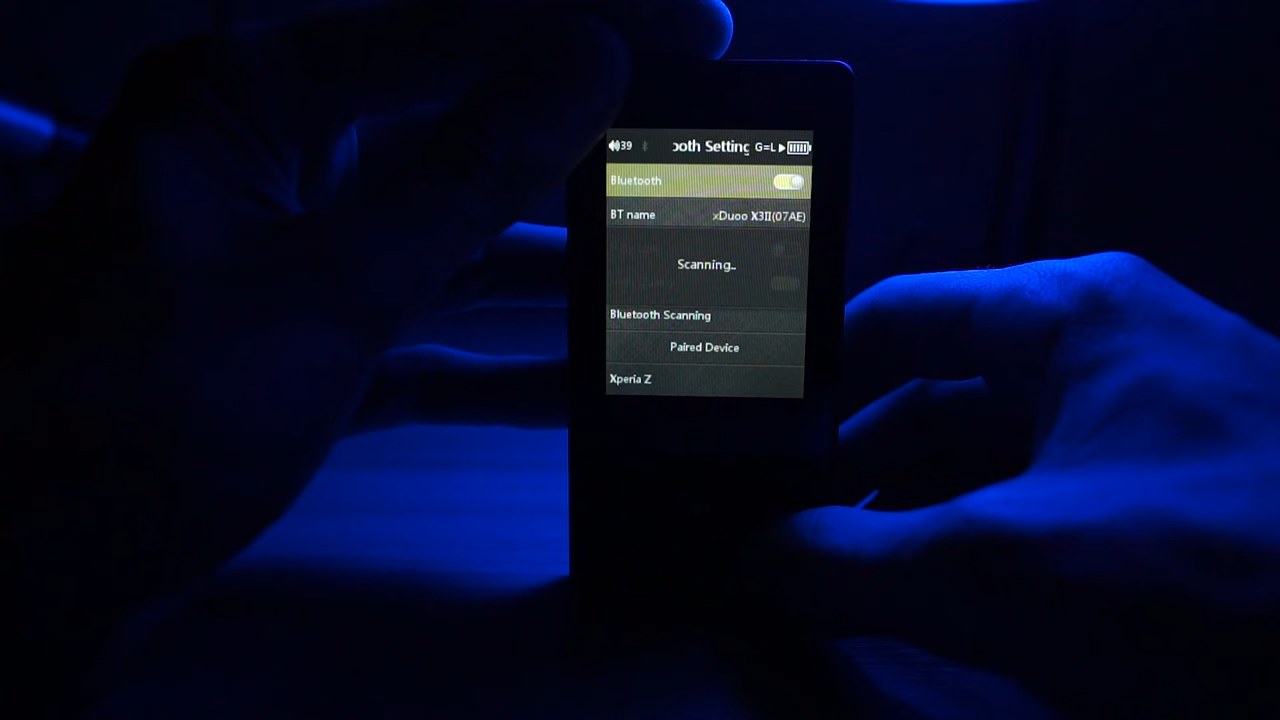 39 ooth Setting G=L
Bluetooth
BT name xDuoo X3II(07AE)
Scanning..
Bluetooth Scanning
Paired Device
Xperia Z